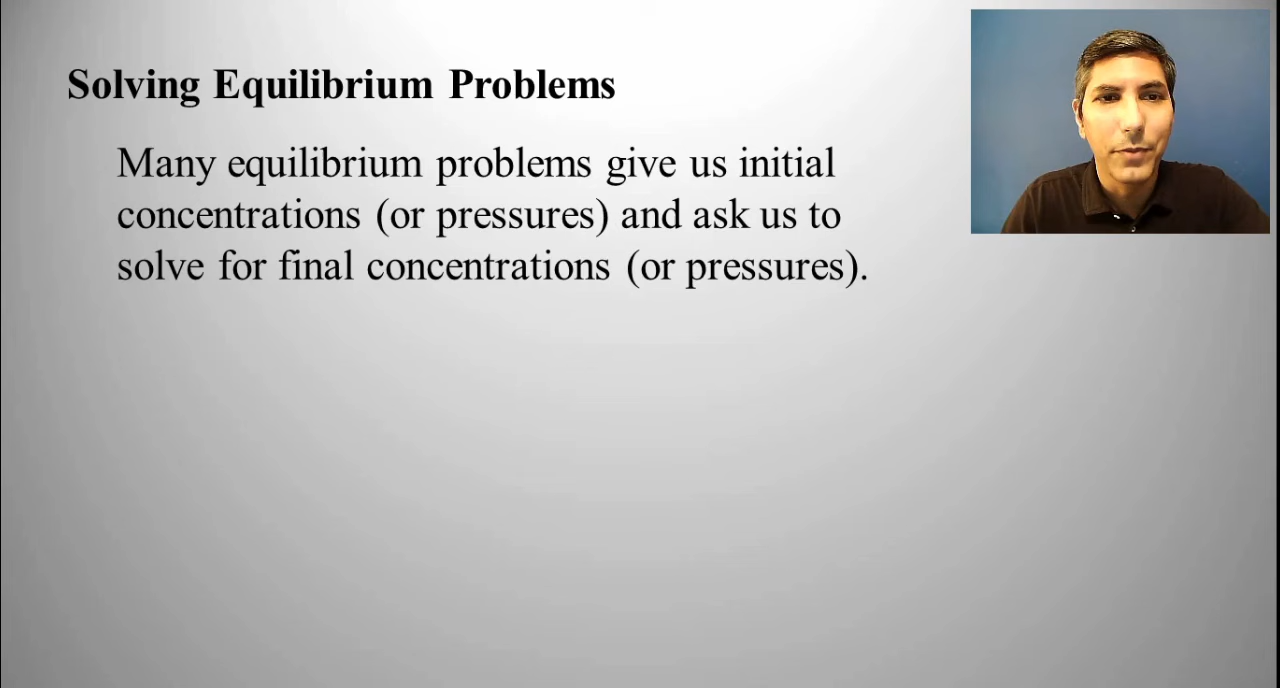 Solving Equilibrium Problems
Many equilibrium problems give us initial
concentrations (or pressures) and ask us to
solve for final concentrations (or pressures).